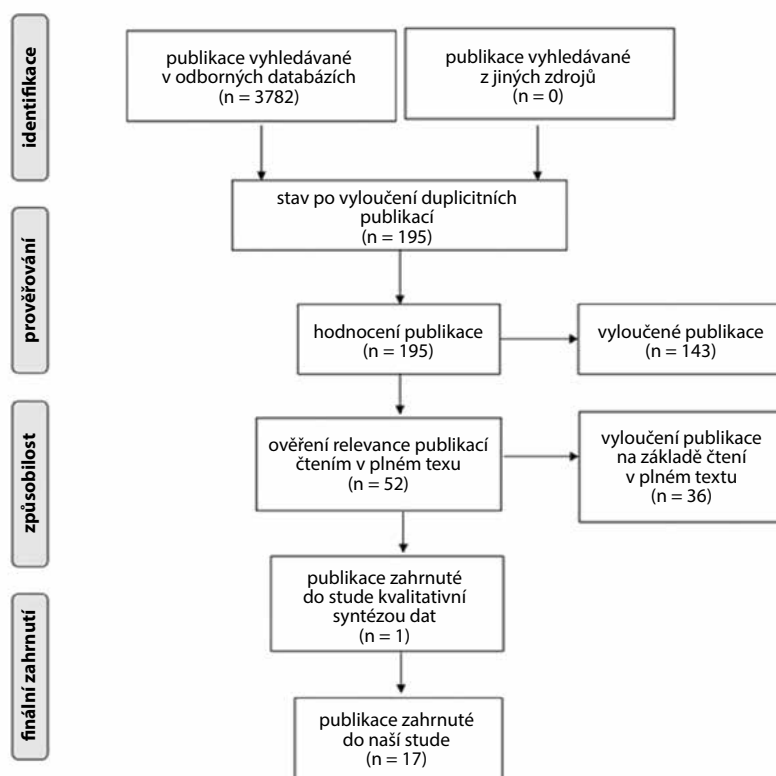 identifikace
publikace vyhledávané
v odborných databázích
(n = 3782)
publikace vyhledávané
z jiných zdrojů
(n = 0)
stav po vyloučení duplicitních
publikací
(n = 195)
prověřování
hodnocení publikace
(n = 195)
vyloučené publikace
(n = 143)
způsobilost
ověření relevance publikací
čtením v plném texu
(n = 52)
vyloučení publikace
na základě čtení
v plném textu
(n = 36)
publikace zahrnuté
do stude kvalitativní
syntézou dat
(n = 1)
finální zahrnutí
publikace zahrnuté
do naší stude
(n = 17)